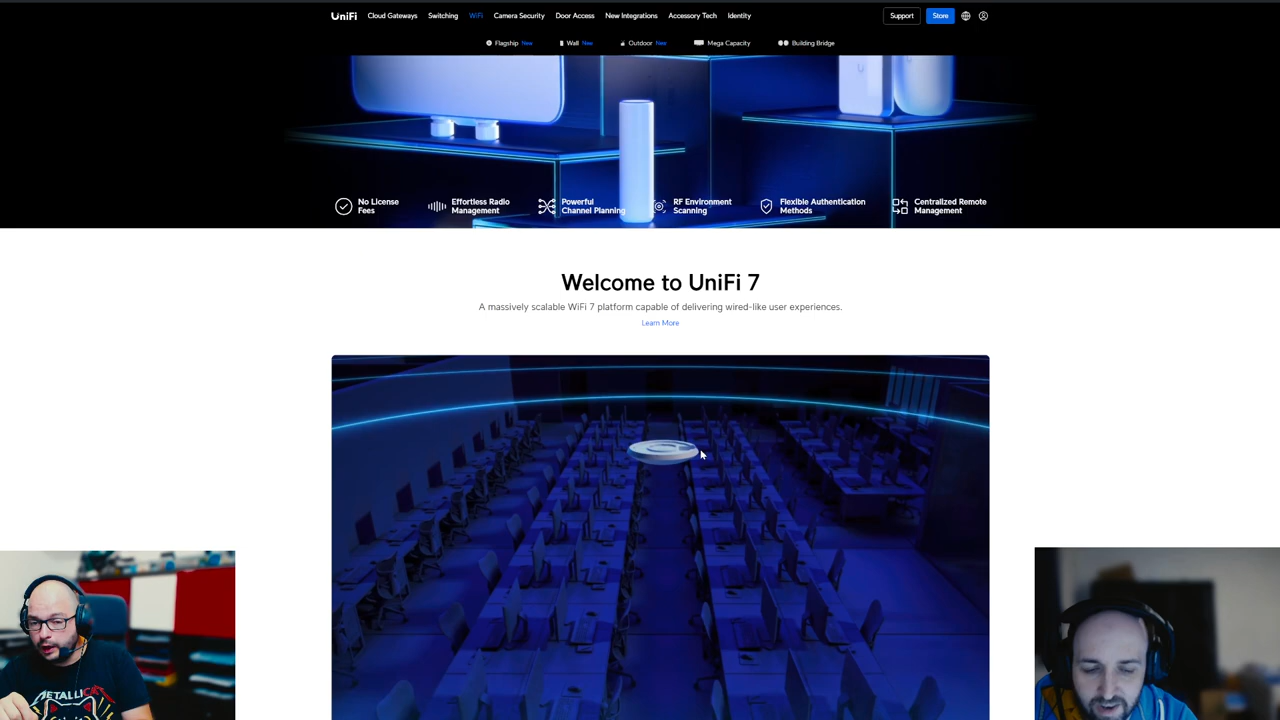 UniFi Cloud Gateways Switching WiFi Camera Security Door Access New Integrations Accessory Tech Identity Support Store
Flagship New Wall New Outdoor New Mega Capacity Building Bridge
No License
Fees
Effortless Radio
Management
Powerful
Channel Planning
RF Environment
Scanning
Flexible Authentication
Methods
Centralized Remote
Management
Welcome to UniFi 7
A massively scalable WiFi 7 platform capable of delivering wired-like user experiences.
Learn More
METALLICA